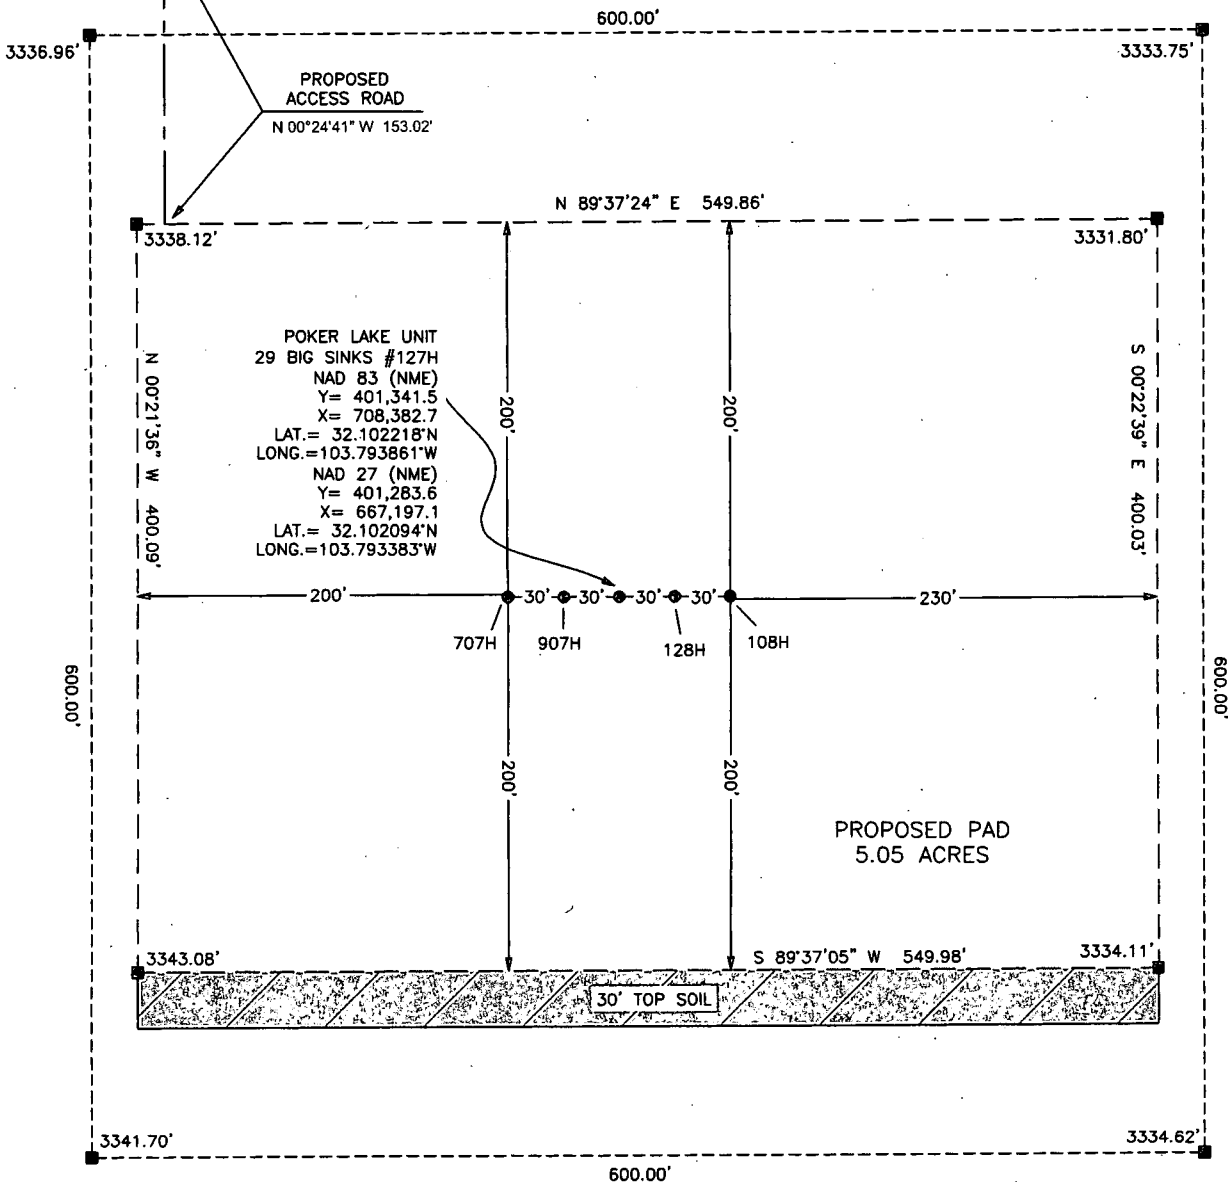 600.00'
3336.96'
3333.75'
PROPOSED
ACCESS ROAD
N 00°24'41" W 153.02'
N 89°37'24" E 549.86'
3338.12'
3331.80'
POKER LAKE UNIT
29 BIG SINKS #127H
NAD 83 (NME)
Y= 401,341.5
X= 708,382.7
LAT.= 32.102218°N
LONG.=103.793861°W
NAD 27 (NME)
Y= 401,283.6
X= 667,197.1
LAT.= 32.102094°N
LONG.=103.793383°W
N 00°21'36" W 400.09'
200'
200'
S 00°22'39" E 400.03'
200'
30'
30'
30'
30'
230'
707H
907H
128H
108H
600.00'
600.00'
200'
200'
PROPOSED PAD
5.05 ACRES
3343.08'
S 89°37'05" W 549.98'
3334.11'
30' TOP SOIL
3341.70'
3334.62'
600.00'